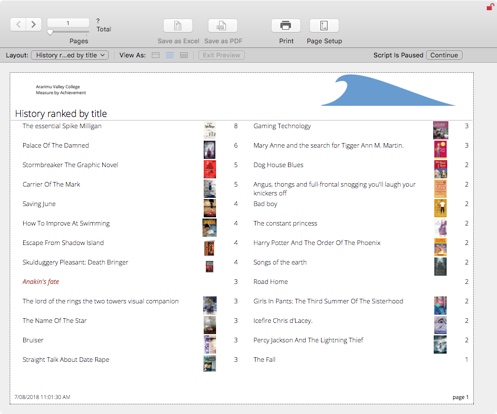 1
?
Total
Pages
Save as Excel
Save as PDF
Print
Page Setup
Layout:
History r...ed by title
View As:
Exit Preview
Script Is Paused
Continue
Aratimu Valley College
Measure by Achievement
History ranked by title
The essential Spike Milligan 8
Palace Of The Damned 6
Stormbreaker The Graphic Novel 5
Carrier Of The Mark 5
Saving June 4
How To Improve At Swimming 4
Escape From Shadow Island 4
Skulduggery Pleasant: Death Bringer 4
Anakin's fate 3
The lord of the rings the two towers visual companion 3
The Name Of The Star 3
Bruiser 3
Straight Talk About Date Rape 3
Gaming Technology 3
Mary Anne and the search for Tigger Ann M. Martin. 3
Dog House Blues 2
Angus, thongs and full-frontal snogging you'll laugh your 2
knickers off
Bad boy 2
The constant princess 2
Harry Potter And The Order Of The Phoenix 2
Songs of the earth 2
Road Home 2
Girls In Pants: The Third Summer Of The Sisterhood 2
Icefire Chris d'Lacey. 2
Percy Jackson And The Lightning Thief 2
The Fall 1
7/08/2018 11:01:30 AM
page 1